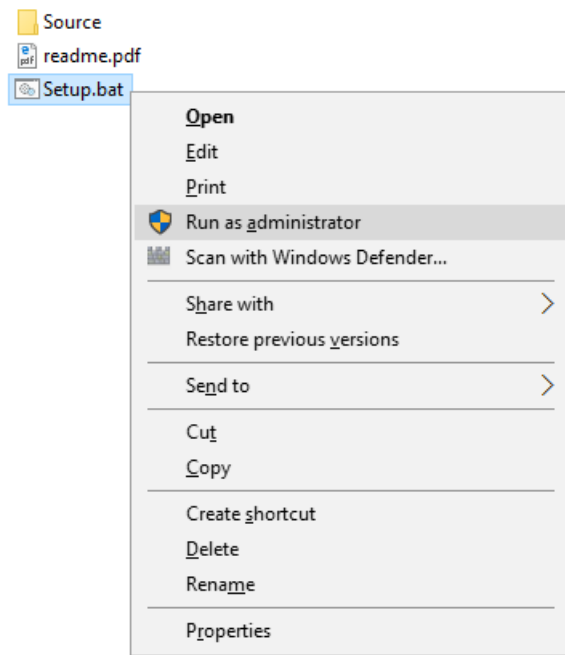 Source
readme.pdf
Setup.bat
Open
Edit
Print
Run as administrator
Scan with Windows Defender...
Share with
Restore previous versions
Send to
Cut
Copy
Create shortcut
Delete
Rename
Properties